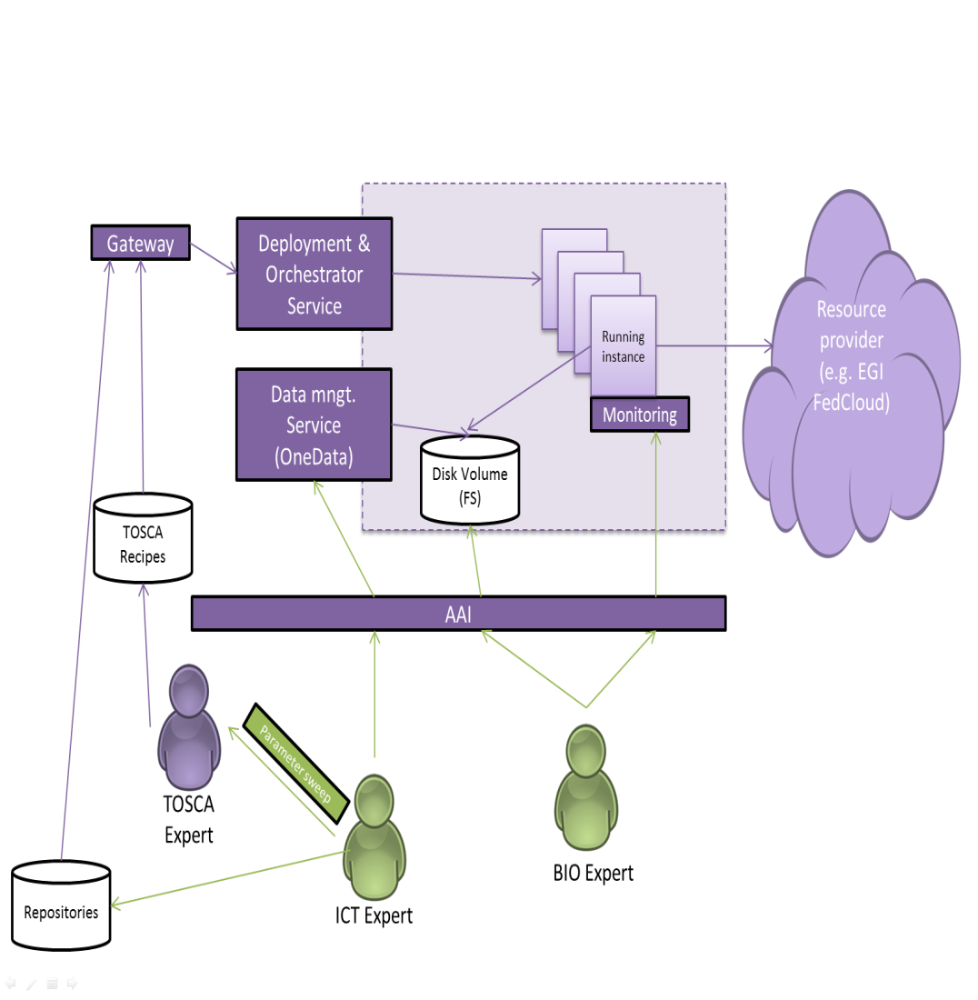 Gateway
Deployment &
Orchestrator
Service
Running
instance
Resource
provider
(e.g. EGI
FedCloud)
Data mngt.
Service
(OneData)
Monitoring
Disk Volume
(FS)
TOSCA
Recipes
AAI
Parameter sweep
TOSCA
Expert
BIO Expert
ICT Expert
Repositories